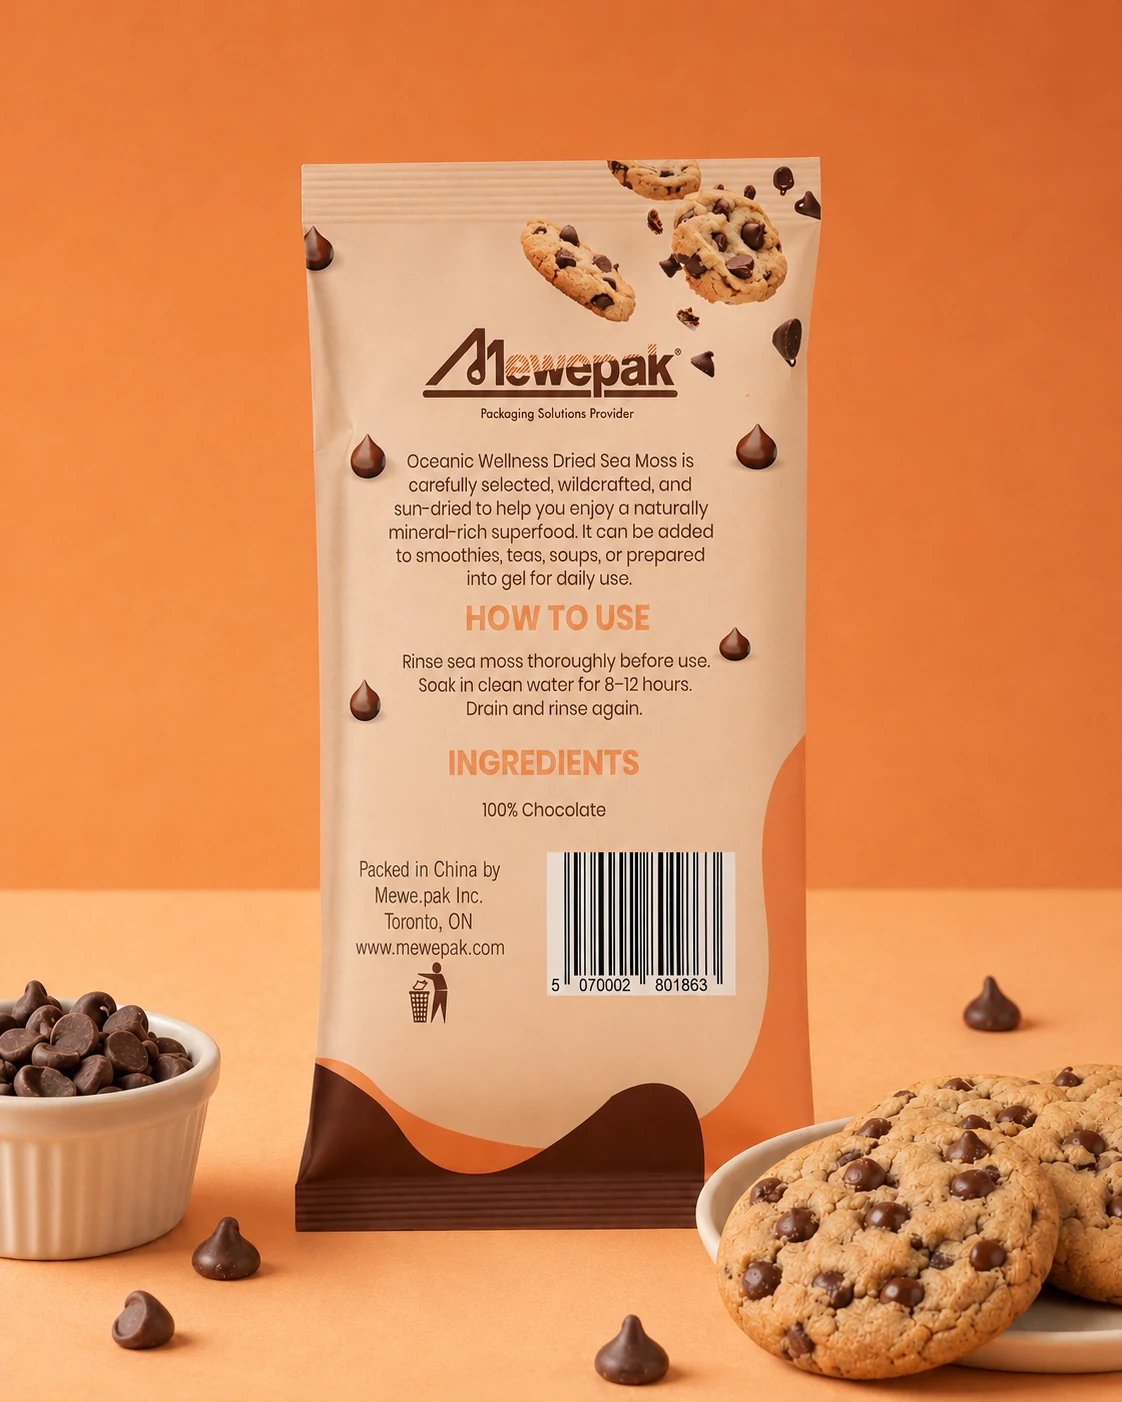 Mewepak®
Packaging Solutions Provider
Oceanic Wellness Dried Sea Moss is
carefully selected, wildcrafted, and
sun-dried to help you enjoy a naturally
mineral-rich superfood. It can be added
to smoothies, teas, soups, or prepared
into gel for daily use.
HOW TO USE
Rinse sea moss thoroughly before use.
Soak in clean water for 8–12 hours.
Drain and rinse again.
INGREDIENTS
100% Chocolate
Packed in China by
Mewe.pak Inc.
Toronto, ON
www.mewepak.com
5 070002 801863